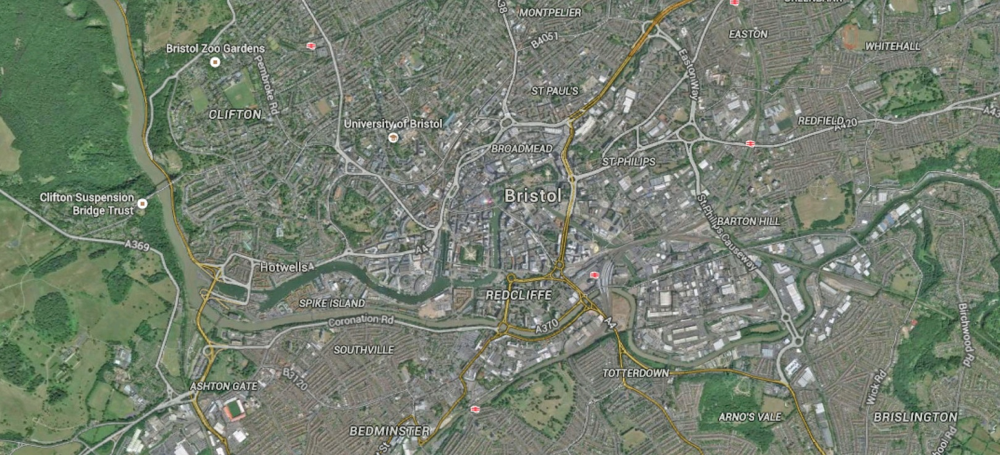 A38
MONTPELIER
GREENBANK
EASTON
B4051
WHITEHALL
Bristol Zoo Gardens
Pembroke Rd
Easton Way
ST PAUL'S
CLIFTON
University of Bristol
REDFIELD
A420
BROADMEAD
ST PHILIPS
Clifton Suspension
Bridge Trust
Bristol
St Philips Causeway
BARTON HILL
A369
A4
Hotwells
REDCLIFFE
SPIKE ISLAND
Coronation Rd
A370
A4
Birchwood Rd
SOUTHVILLE
B3120
TOTTERDOWN
ASHTON GATE
Wick Rd
ARNO'S VALE
BRISLINGTON
BEDMINSTER